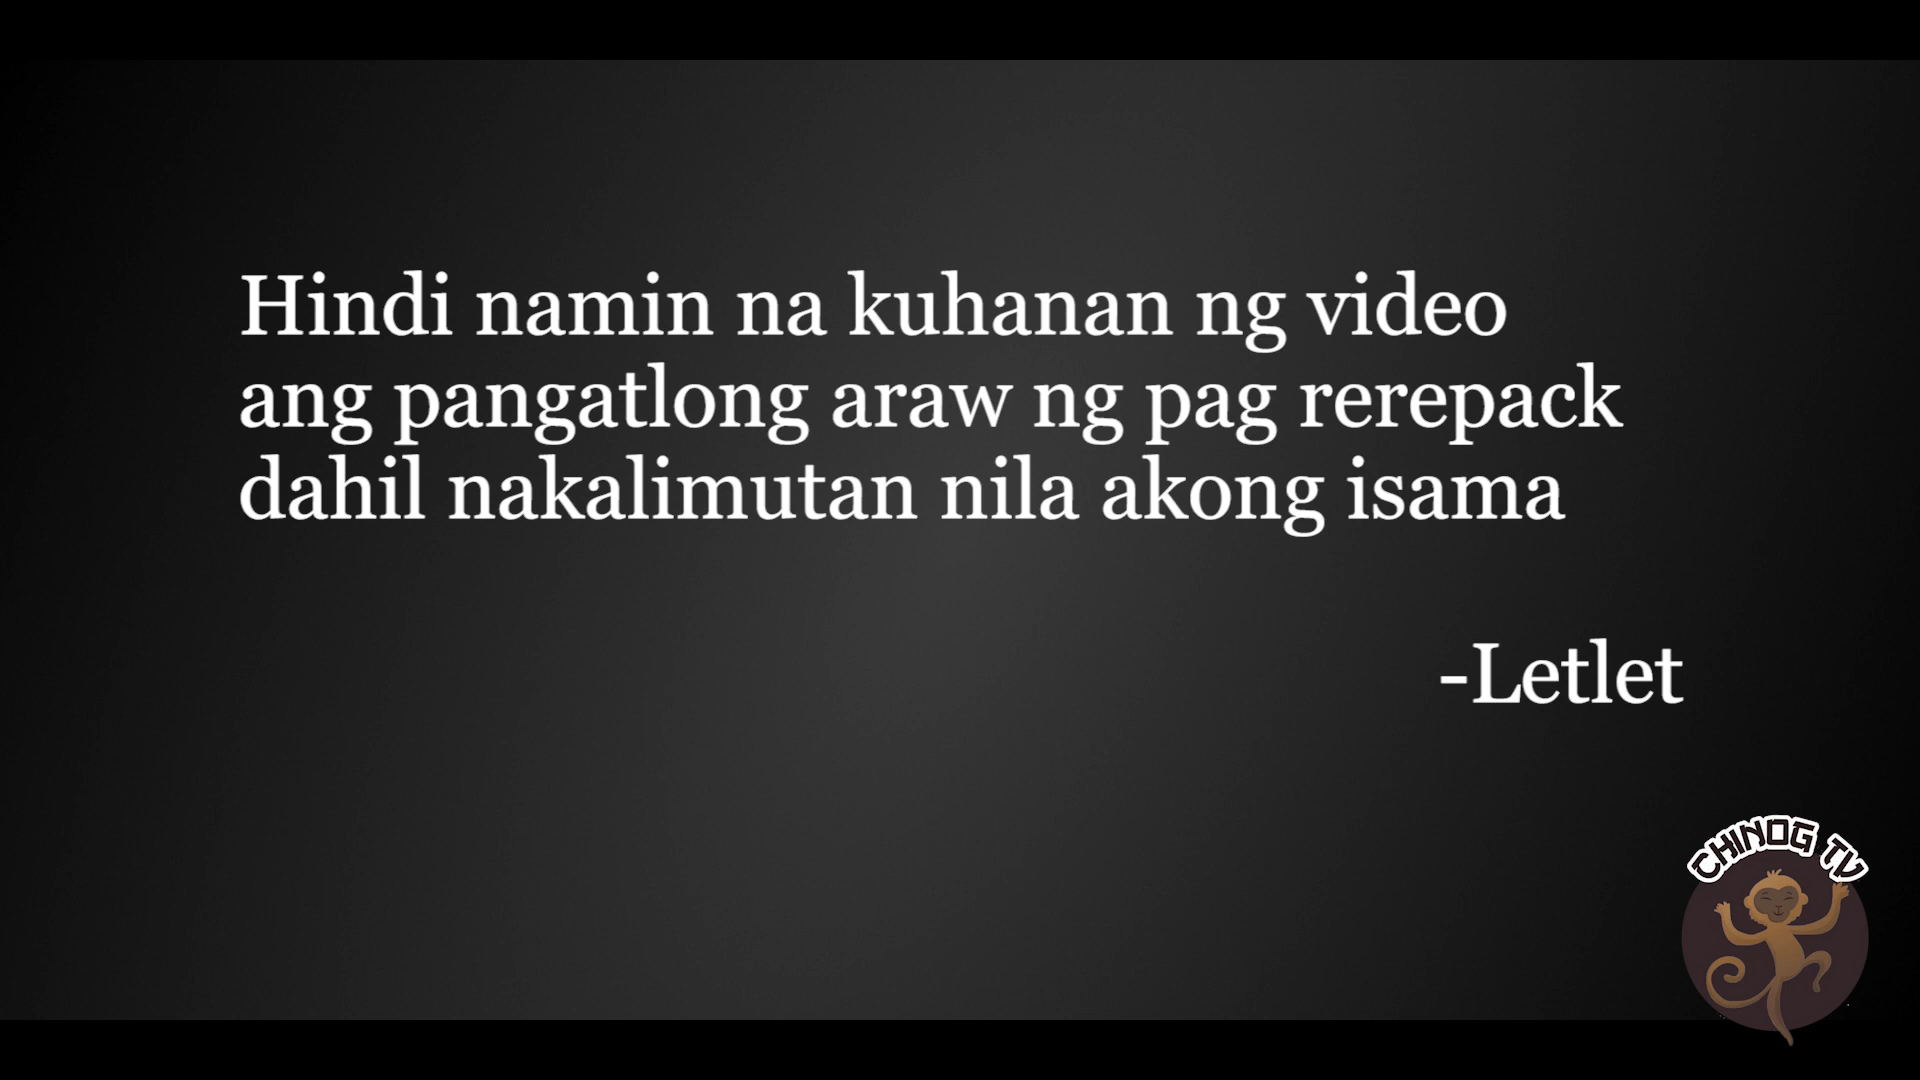 Hindi namin na kuhanan ng video
ang pangatlong araw ng pag rerepack
dahil nakalimutan nila akong isama
-Letlet
CHINOG TV